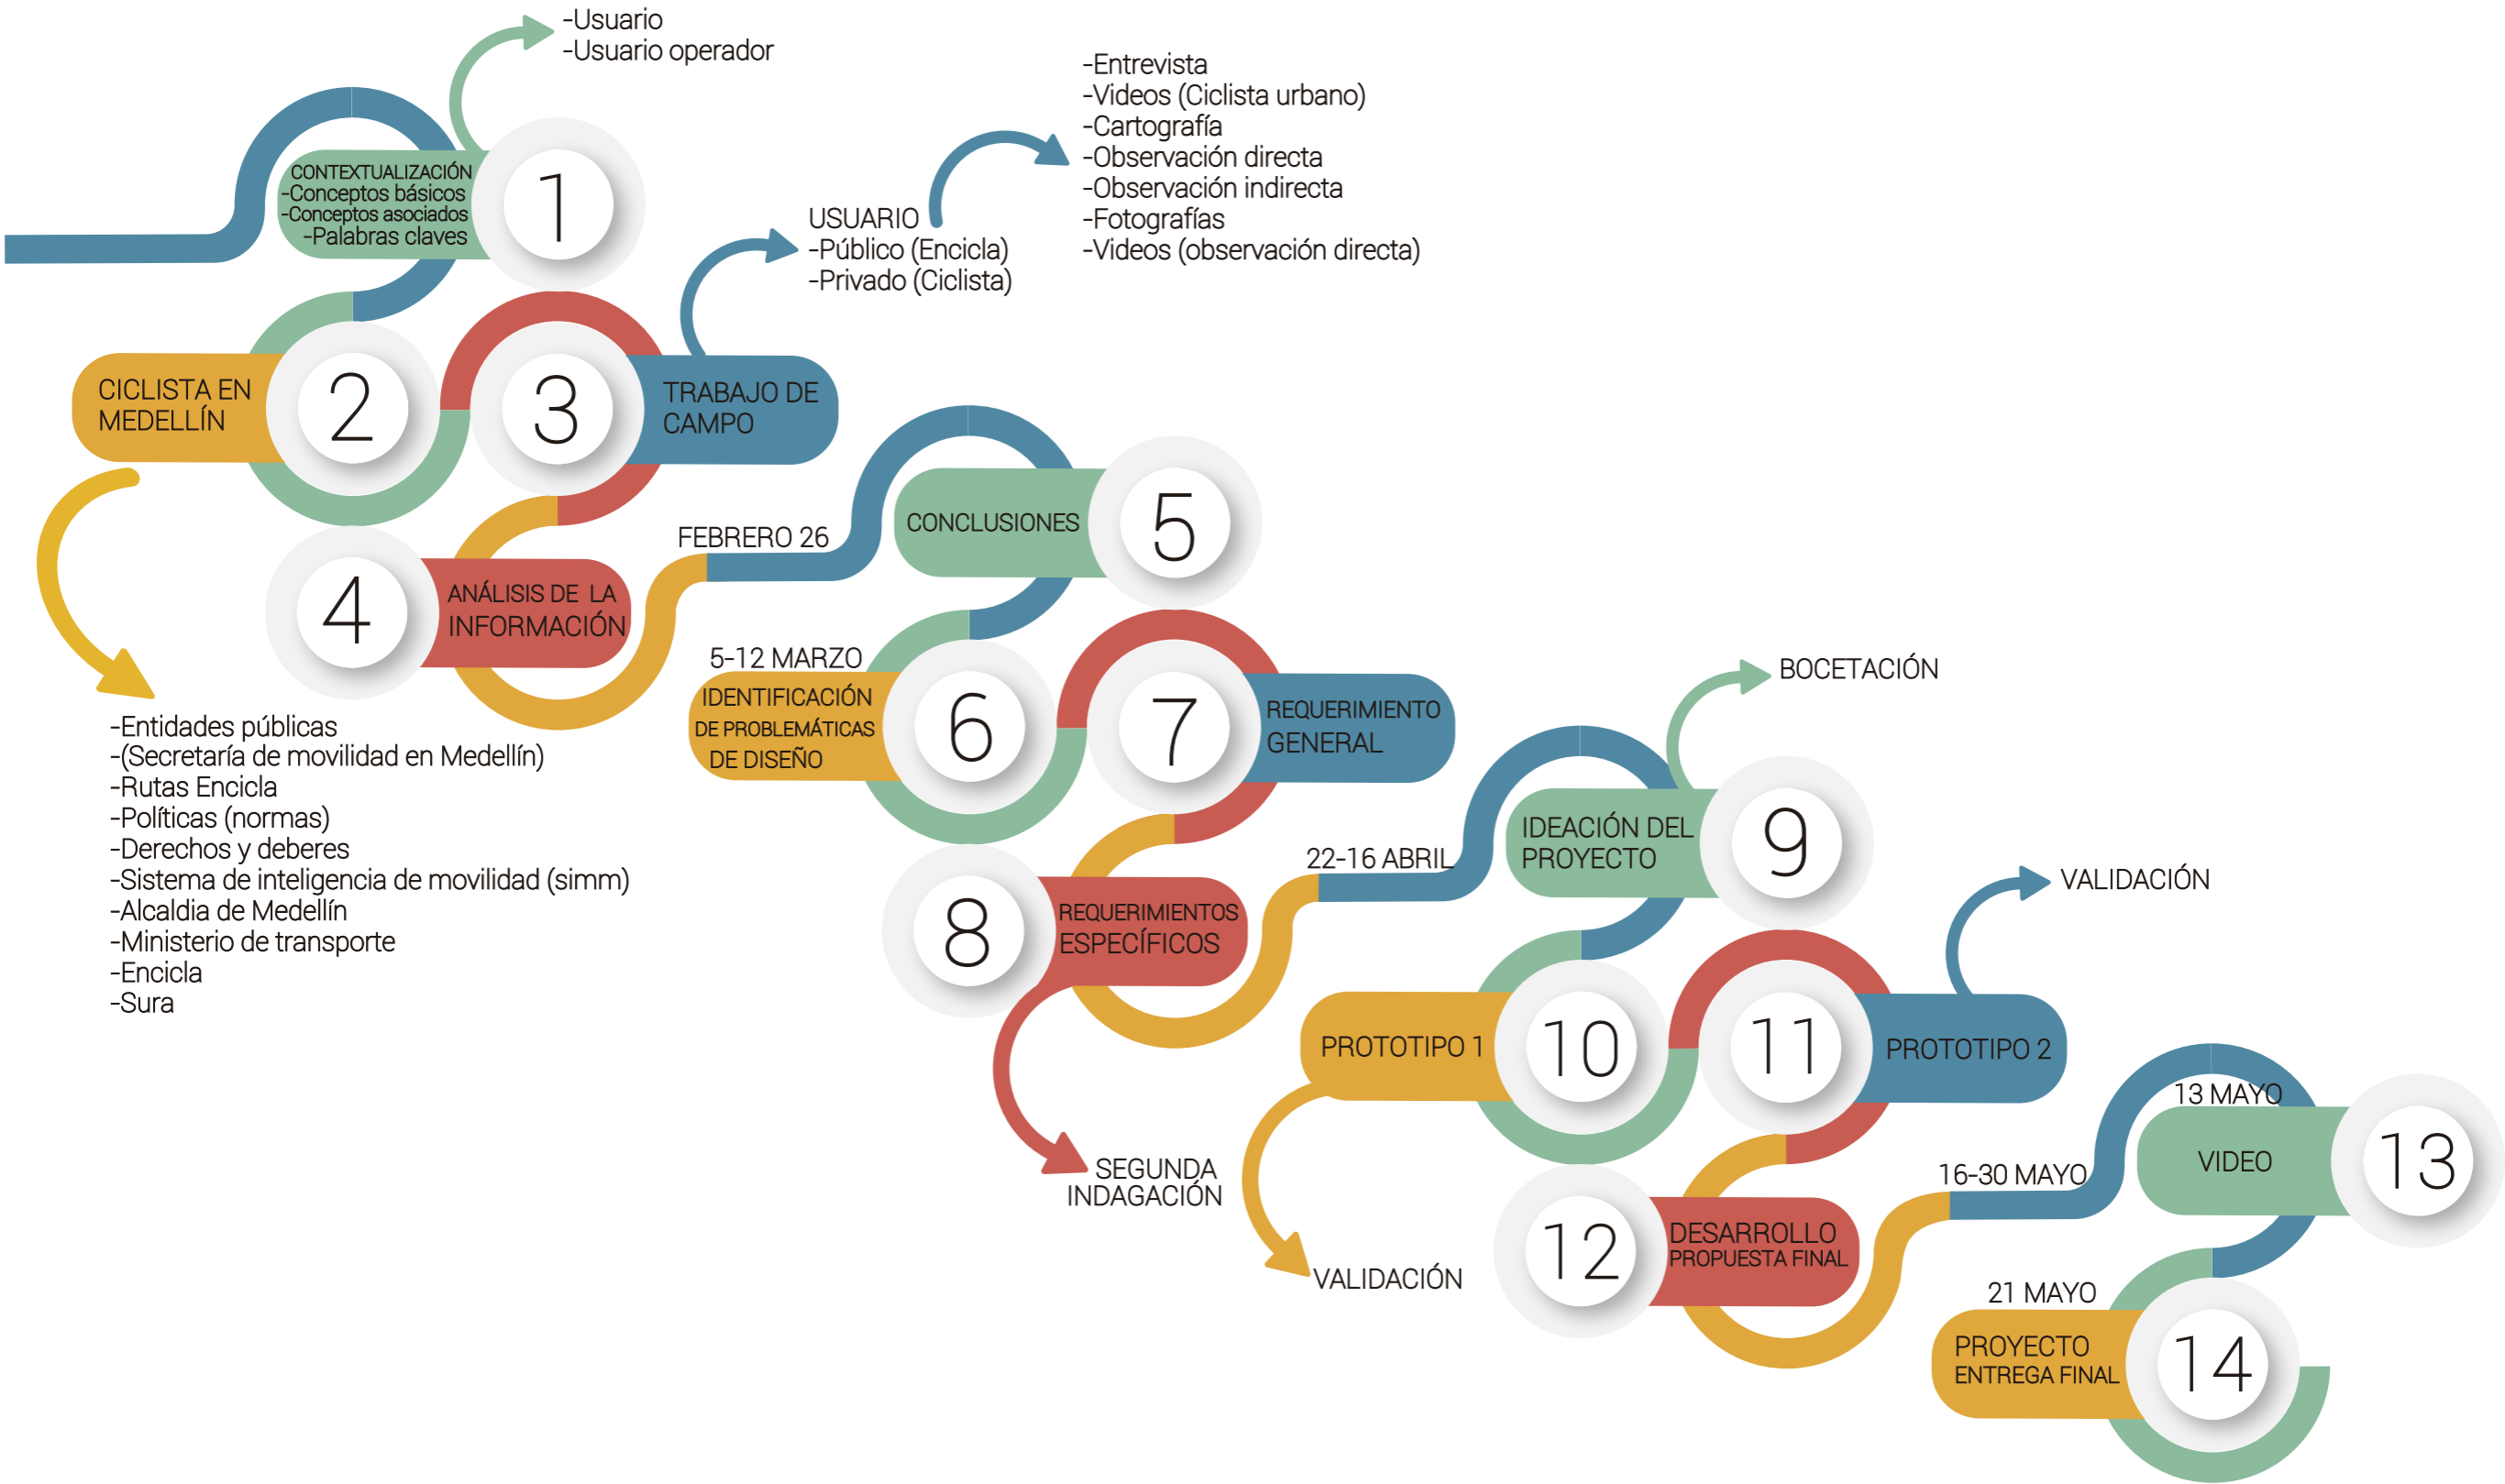 -Usuario
-Usuario operador
CONTEXTUALIZACIÓN
-Conceptos básicos
-Conceptos asociados
-Palabras claves
1
CICLISTA EN
MEDELLÍN
2
-Entidades públicas
-(Secretaría de movilidad en Medellín)
-Rutas Encicla
-Políticas (normas)
-Derechos y deberes
-Sistema de inteligencia de movilidad (simm)
-Alcaldia de Medellín
-Ministerio de transporte
-Encicla
-Sura
3
TRABAJO DE
CAMPO
USUARIO
-Público (Encicla)
-Privado (Ciclista)
-Entrevista
-Videos (Ciclista urbano)
-Cartografía
-Observación directa
-Observación indirecta
-Fotografías
-Videos (observación directa)
4
ANÁLISIS DE LA
INFORMACIÓN
FEBRERO 26
CONCLUSIONES
5
5-12 MARZO
IDENTIFICACIÓN
DE PROBLEMÁTICAS
DE DISEÑO
6
7
REQUERIMIENTO
GENERAL
8
REQUERIMIENTOS
ESPECÍFICOS
SEGUNDA
INDAGACIÓN
22-16 ABRIL
IDEACIÓN DEL
PROYECTO
9
BOCETACIÓN
PROTOTIPO 1
10
VALIDACIÓN
11
PROTOTIPO 2
VALIDACIÓN
12
DESARROLLO
PROPUESTA FINAL
16-30 MAYO
13 MAYO
VIDEO
13
21 MAYO
PROYECTO
ENTREGA FINAL
14